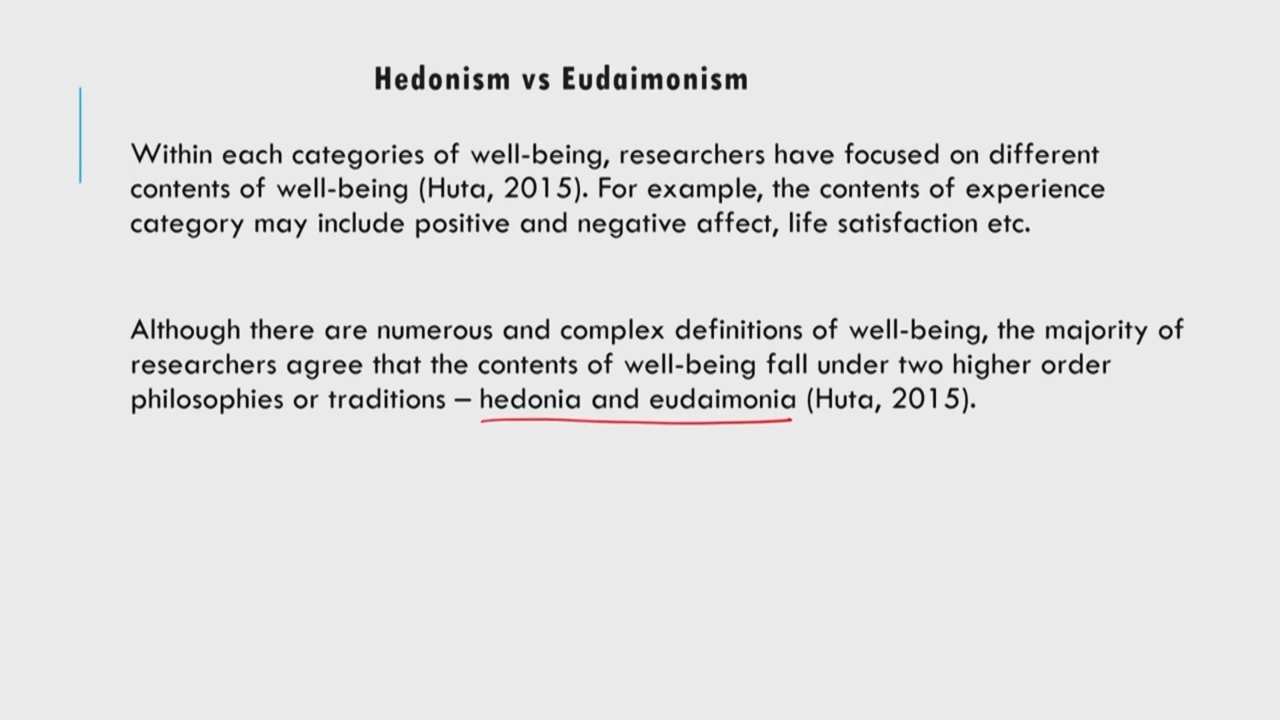 Hedonism vs Eudaimonism
Within each categories of well-being, researchers have focused on different
contents of well-being (Huta, 2015). For example, the contents of experience
category may include positive and negative affect, life satisfaction etc.
Although there are numerous and complex definitions of well-being, the majority of
researchers agree that the contents of well-being fall under two higher order
philosophies or traditions – hedonia and eudaimonia (Huta, 2015).